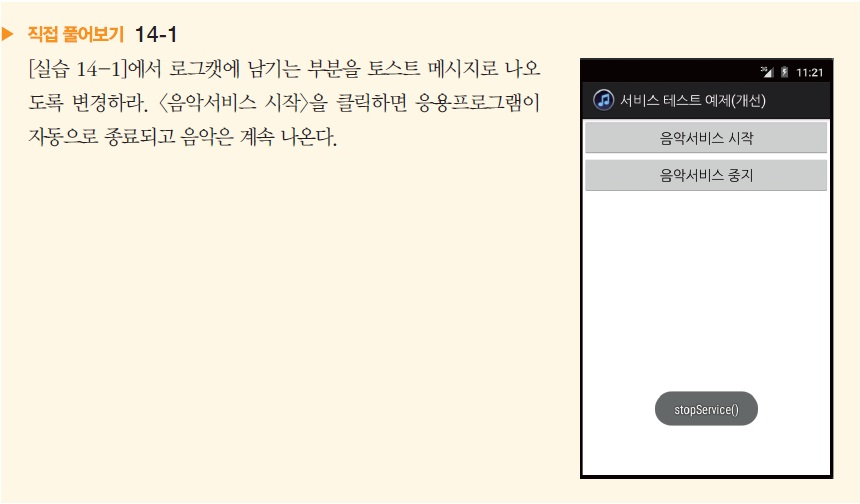 ▶ 직접 풀어보기 14-1
[실습 14-1]에서 로그캣에 남기는 부분을 토스트 메시지로 나오
도록 변경하라. 〈음악서비스 시작〉을 클릭하면 응용프로그램이
자동으로 종료되고 음악은 계속 나온다.
3G 11:21
서비스 테스트 예제(개선)
음악서비스 시작
음악서비스 중지
stopService()